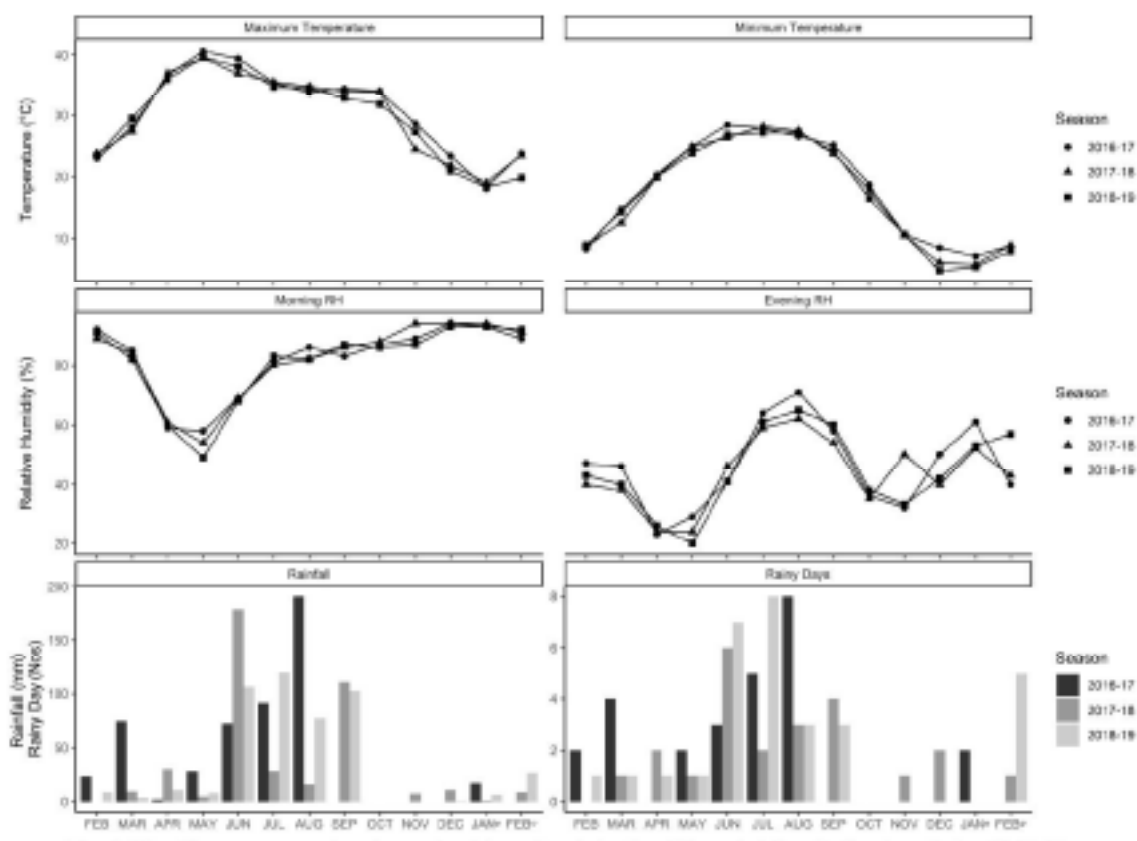 Maximum Temperature
Minimum Temperature
Temperature (°C)
40
30
20
10
Season
2016-17
2017-18
2018-19
Morning RH
Evening RH
Relative Humidity (%)
80
60
40
20
Season
2016-17
2017-18
2018-19
Rainfall
Rainy Days
Rainfall (mm)
Rainy Day (Nos)
200
150
100
50
0
8
6
4
2
0
Season
2016-17
2017-18
2018-19
FEB MAR APR MAY JUN JUL AUG SEP OCT NOV DEC JAN+ FEB+
FEB MAR APR MAY JUN JUL AUG SEP OCT NOV DEC JAN+ FEB+